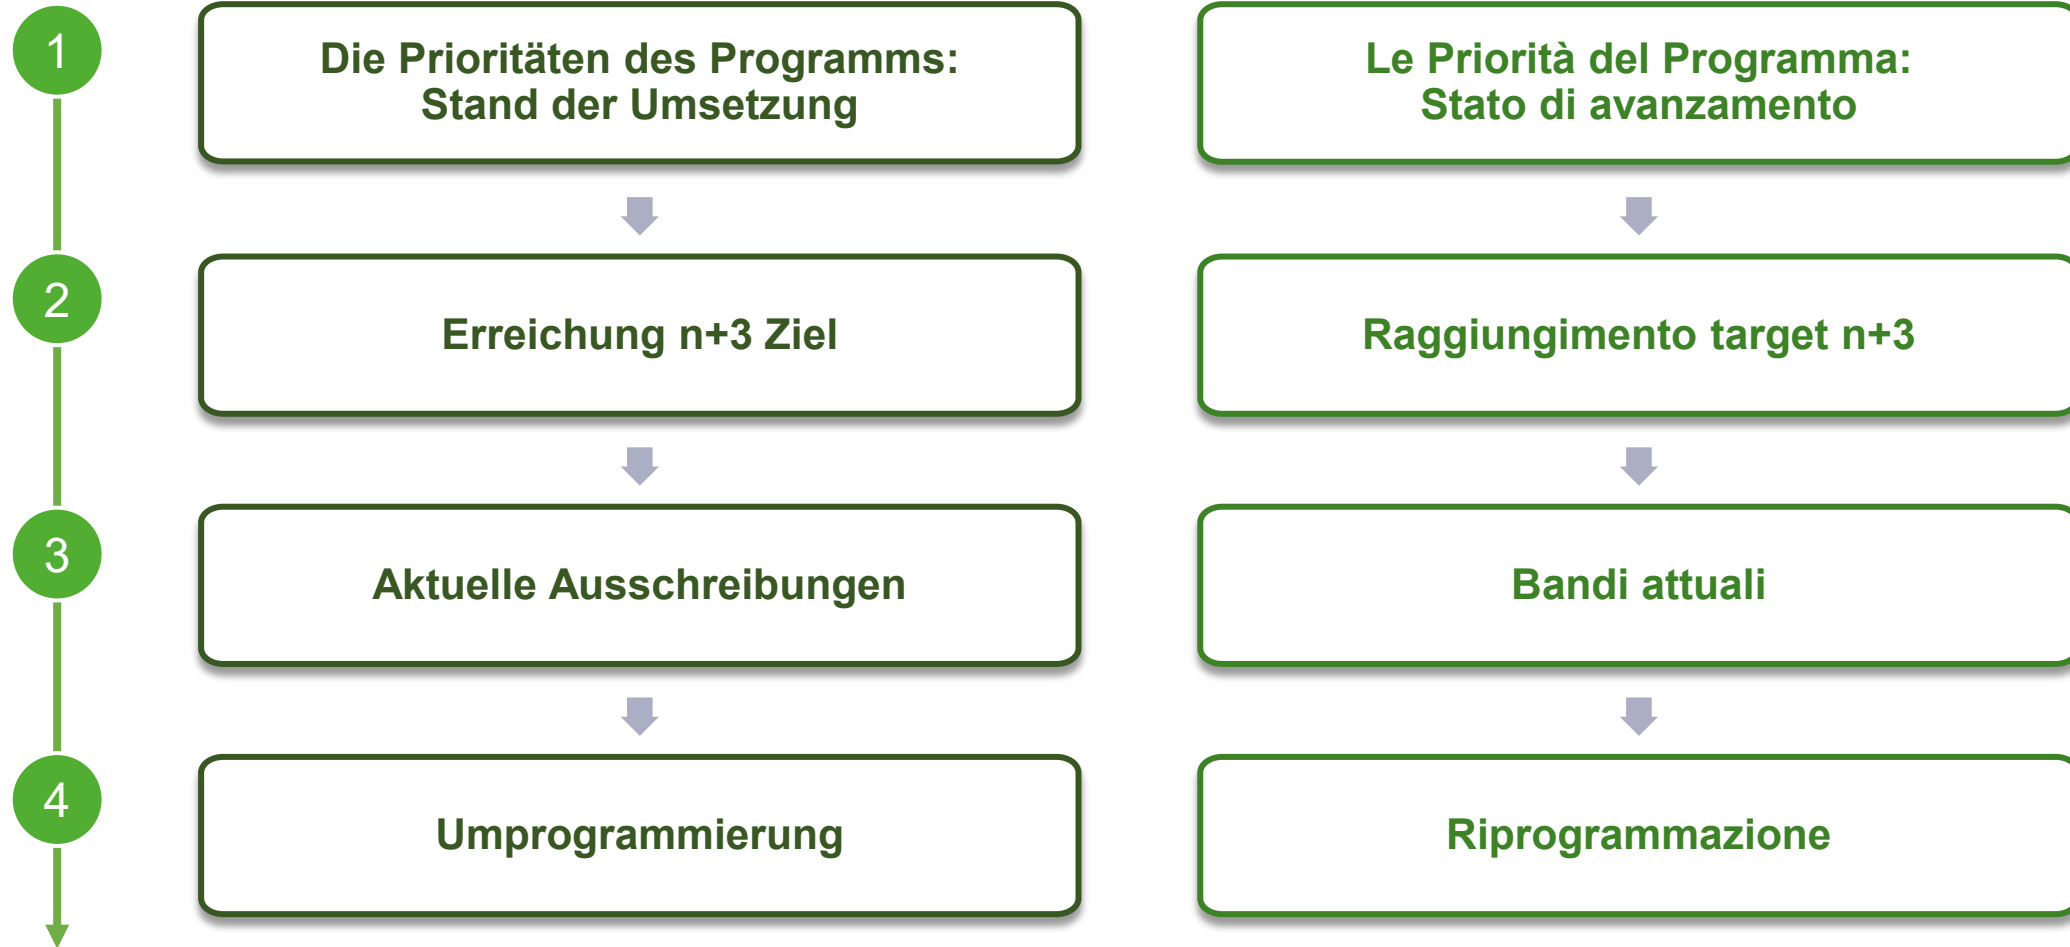 1
Die Prioritäten des Programms:
Stand der Umsetzung
Le Priorità del Programma:
Stato di avanzamento
2
Erreichung n+3 Ziel
Raggiungimento target n+3
3
Aktuelle Ausschreibungen
Bandi attuali
4
Umprogrammierung
Riprogrammazione